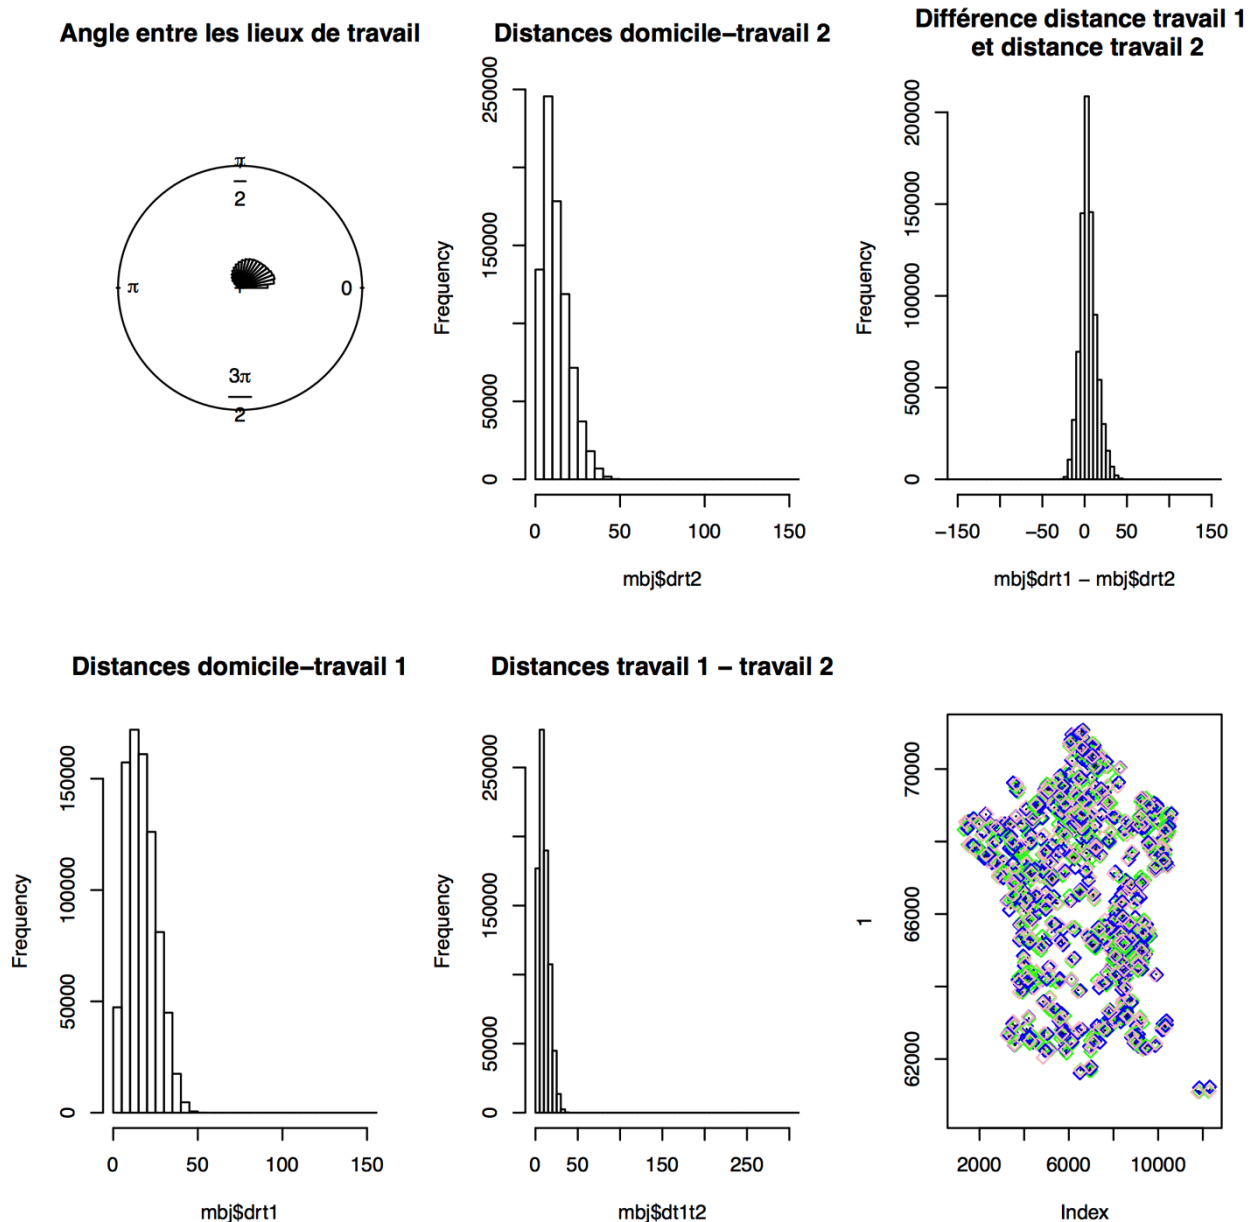 Angle entre les lieux de travail
π
2
π
0
3π
2
Distances domicile–travail 2
Frequency
250000
150000
50000
0
0 50 100 150
mbj$drt2
Différence distance travail 1
et distance travail 2
Frequency
200000
150000
100000
50000
0
−150 −50 0 50 150
mbj$drt1 − mbj$drt2
Distances domicile–travail 1
Frequency
150000
100000
50000
0
0 50 100 150
mbj$drt1
Distances travail 1 – travail 2
Frequency
250000
150000
50000
0
0 50 150 250
mbj$dt1t2
1
70000
66000
62000
2000 6000 10000
Index